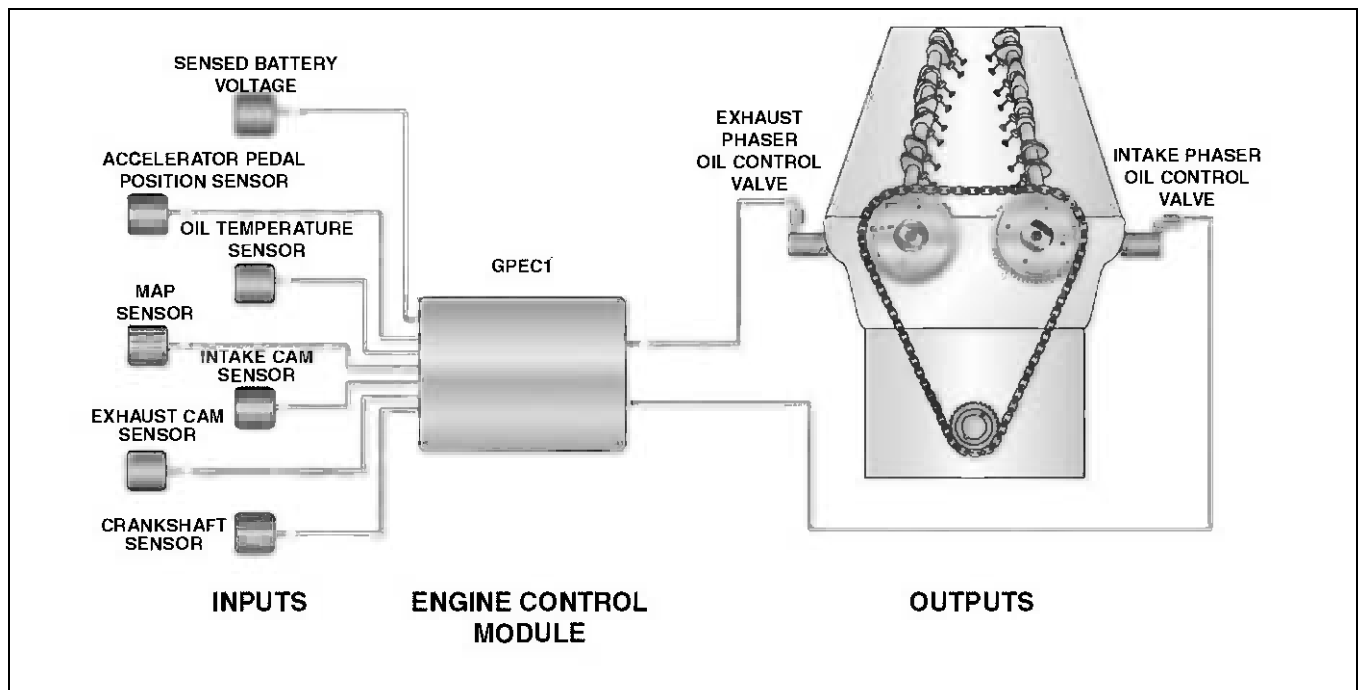 SENSED BATTERY
VOLTAGE
ACCELERATOR PEDAL
POSITION SENSOR
OIL TEMPERATURE
SENSOR
MAP
SENSOR
INTAKE CAM
SENSOR
EXHAUST CAM
SENSOR
CRANKSHAFT
SENSOR
GPEC1
EXHAUST
PHASER
OIL CONTROL
VALVE
INTAKE PHASER
OIL CONTROL
VALVE
INPUTS
ENGINE CONTROL
MODULE
OUTPUTS